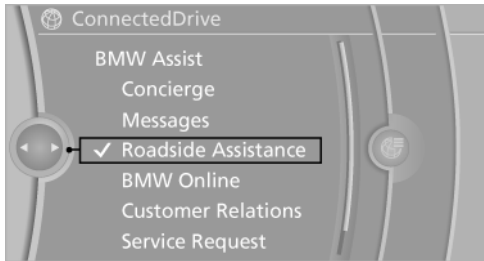 ConnectedDrive
BMW Assist
Concierge
Messages
Roadside Assistance
BMW Online
Customer Relations
Service Request